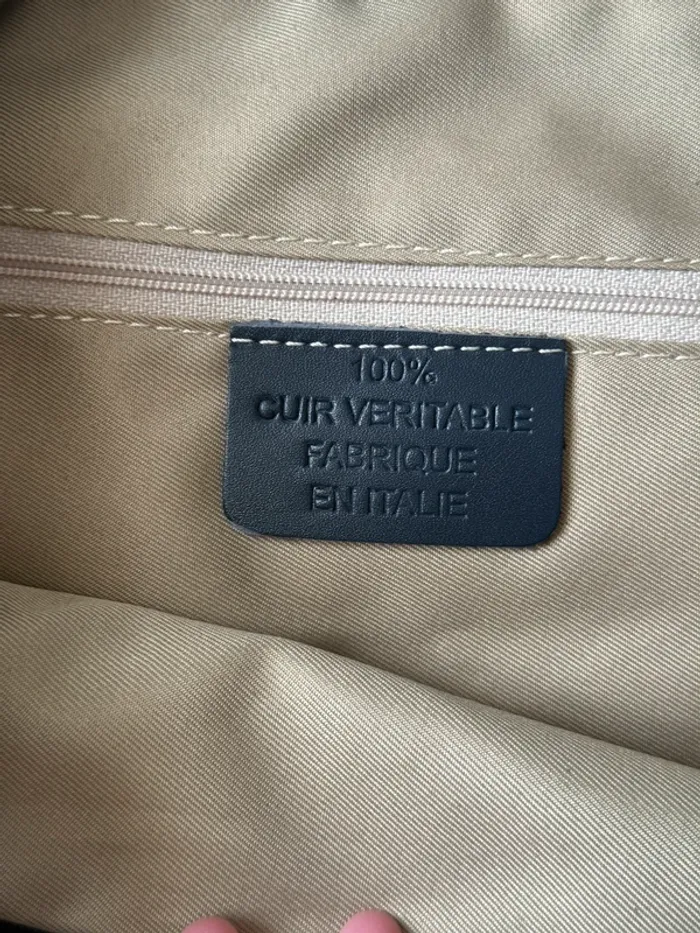 100%
CUIR VERITABLE
FABRIQUE
EN ITALIE